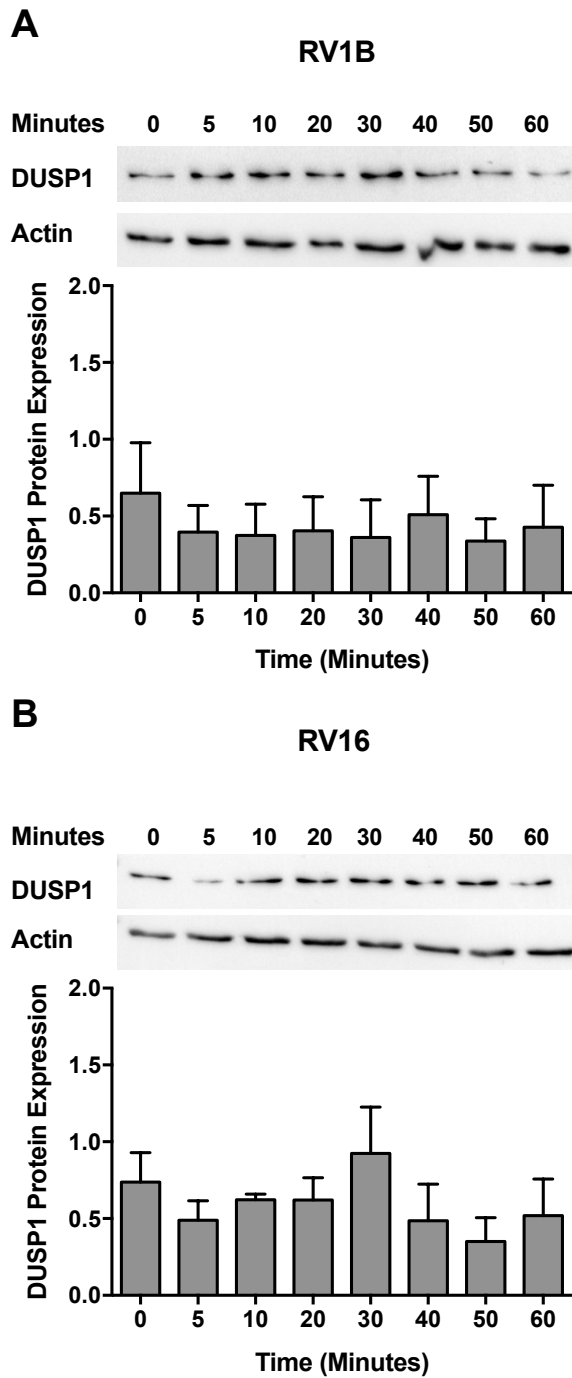 A
RV1B
Minutes 0 5 10 20 30 40 50 60
DUSP1
Actin
DUSP1 Protein Expression
2.0
1.5
1.0
0.5
0.0
0 5 10 20 30 40 50 60
Time (Minutes)
B
RV16
Minutes 0 5 10 20 30 40 50 60
DUSP1
Actin
DUSP1 Protein Expression
2.0
1.5
1.0
0.5
0.0
0 5 10 20 30 40 50 60
Time (Minutes)